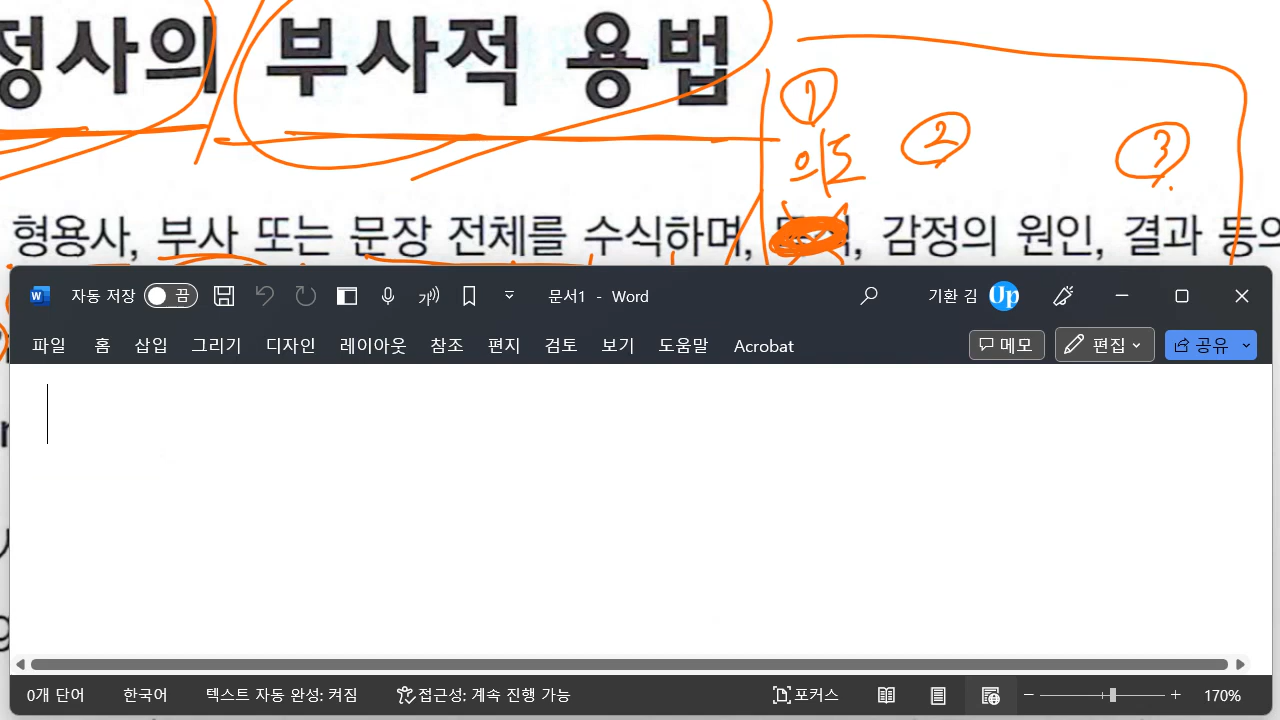 정사의 부사적 용법
① ② ③
의도
형용사, 부사 또는 문장 전체를 수식하며, 감정의 원인, 결과 등의
자동 저장 끔 문서1 - Word 기환 김 Up
파일 홈 삽입 그리기 디자인 레이아웃 참조 편지 검토 보기 도움말 Acrobat 메모 편집 공유
0개 단어 한국어 텍스트 자동 완성: 켜짐 접근성: 계속 진행 가능 포커스 170%